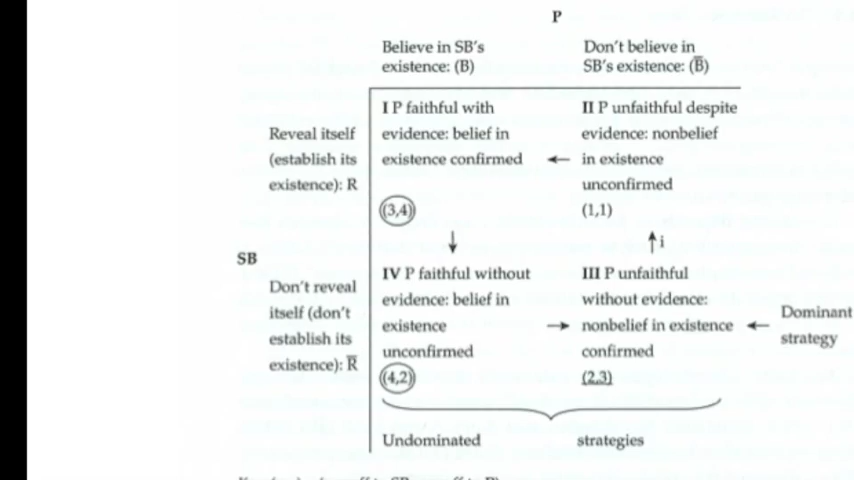 P
Believe in SB's
existence: (B)
Don't believe in
SB's existence: (B̅)
Reveal itself
(establish its
existence): R
I P faithful with
evidence: belief in
existence confirmed
(3,4)
II P unfaithful despite
evidence: nonbelief
in existence
unconfirmed
(1,1)
i
SB
Don't reveal
itself (don't
establish its
existence): R̅
IV P faithful without
evidence: belief in
existence
unconfirmed
(4,2)
III P unfaithful
without evidence:
nonbelief in existence
confirmed
(2,3)
Dominant
strategy
Undominated strategies